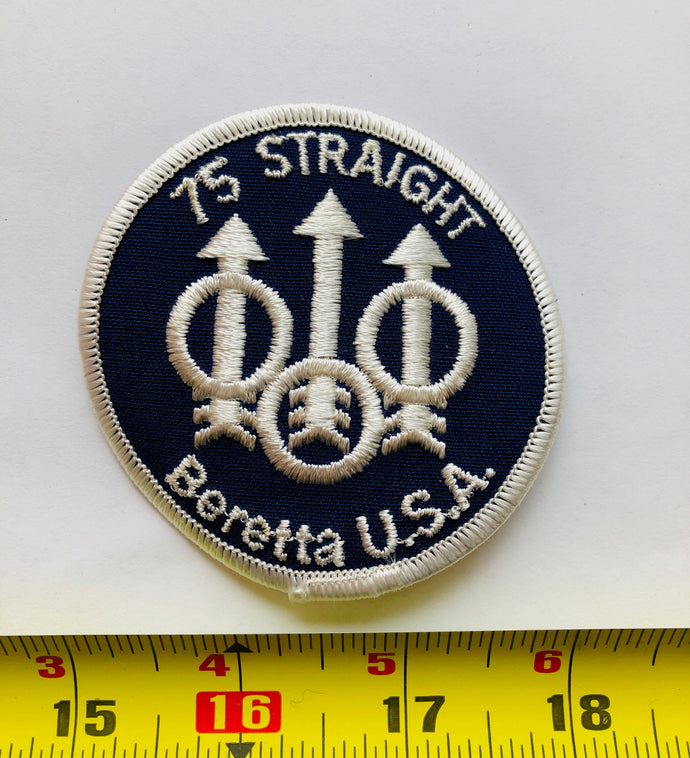 75 STRAIGHT
Beretta U.S.A.
3 4 5 6
15 16 17 18